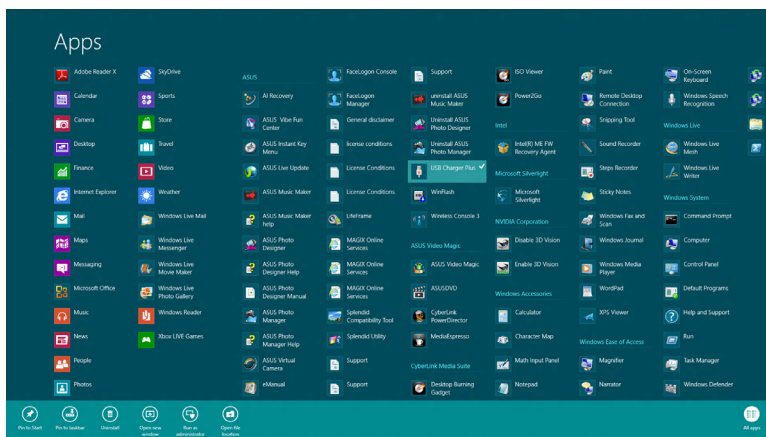 Apps
Adobe Reader X
Calendar
Camera
Desktop
Finance
Internet Explorer
Mail
Maps
Messaging
Microsoft Office
Music
News
People
Photos
SkyDrive
Sports
Store
Travel
Video
Weather
Windows Live Mail
Windows Live
Messenger
Windows Live
Movie Maker
Windows Live
Photo Gallery
Windows Reader
Xbox LIVE Games
ASUS
AI Recovery
ASUS Vibe Fun
Center
ASUS Instant Key
Menu
ASUS Live Update
ASUS Music Maker
ASUS Music Maker
help
ASUS Photo
Designer
ASUS Photo
Designer Help
ASUS Photo
Designer Manual
ASUS Photo
Manager
ASUS Photo
Manager Help
ASUS Virtual
Camera
eManual
FaceLogon Console
FaceLogon
Manager
General disclaimer
license conditions
License Conditions
License Conditions
LifeFrame
MAGIX Online
Services
MAGIX Online
Services
MAGIX Online
Services
Splendid
Compatibility Tool
Splendid Utility
Support
Support
Support
uninstall ASUS
Music Maker
Uninstall ASUS
Photo Designer
Uninstall ASUS
Photo Manager
USB Charger Plus
WinFlash
Wireless Console 3
ASUS Video Magic
ASUS Video Magic
ASUSDVD
CyberLink
PowerDirector
MediaEspresso
CyberLink Media Suite
Desktop Burning
Gadget
ISO Viewer
Power2Go
Intel
Intel(R) ME FW
Recovery Agent
Microsoft Silverlight
Microsoft
Silverlight
NVIDIA Corporation
Disable 3D Vision
Enable 3D Vision
Windows Accessories
Calculator
Character Map
Math Input Panel
Notepad
Paint
Remote Desktop
Connection
Snipping Tool
Sound Recorder
Steps Recorder
Sticky Notes
Windows Fax and
Scan
Windows Journal
Windows Media
Player
WordPad
XPS Viewer
Windows Ease of Access
Magnifier
Narrator
On-Screen
Keyboard
Windows Speech
Recognition
Windows Live
Windows Live
Mesh
Windows Live
Writer
Windows System
Command Prompt
Computer
Control Panel
Default Programs
Help and Support
Run
Task Manager
Windows Defender
Pin to Start
Pin to taskbar
Uninstall
Open new
window
Run as
administrator
Open file
location
All apps